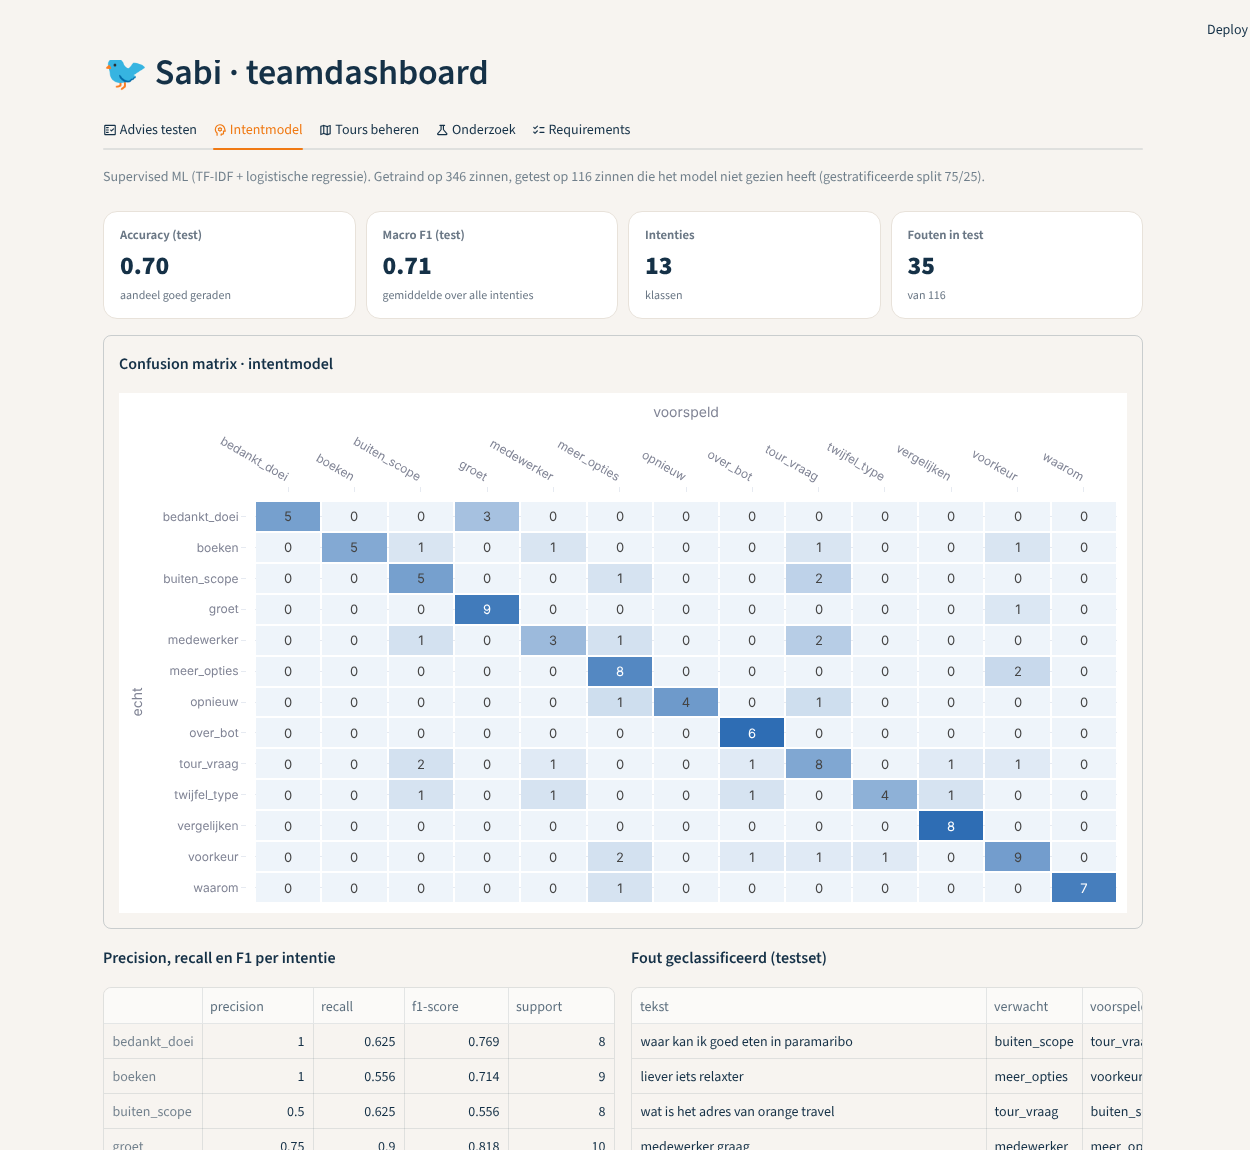 Deploy
Sabi · teamdashboard
Advies testen Intentmodel Tours beheren Onderzoek Requirements
Supervised ML (TF-IDF + logistische regressie). Getraind op 346 zinnen, getest op 116 zinnen die het model niet gezien heeft (gestratificeerde split 75/25).
Accuracy (test) Macro F1 (test) Intenties Fouten in test
0.70 0.71 13 35
aandeel goed geraden gemiddelde over alle intenties klassen van 116
Confusion matrix · intentmodel
voorspeld
bedankt_doei boeken buiten_scope groet medewerker meer_opties opnieuw over_bot tour_vraag twijfel_type vergelijken voorkeur waarom
echt
bedankt_doei 5 0 0 3 0 0 0 0 0 0 0 0 0
boeken 0 5 1 0 1 0 0 0 1 0 0 1 0
buiten_scope 0 0 5 0 0 1 0 0 2 0 0 0 0
groet 0 0 0 9 0 0 0 0 0 0 0 1 0
medewerker 0 0 1 0 3 1 0 0 2 0 0 0 0
meer_opties 0 0 0 0 0 8 0 0 0 0 0 2 0
opnieuw 0 0 0 0 0 1 4 0 1 0 0 0 0
over_bot 0 0 0 0 0 0 0 6 0 0 0 0 0
tour_vraag 0 0 2 0 1 0 0 1 8 0 1 1 0
twijfel_type 0 0 1 0 1 0 0 1 0 4 1 0 0
vergelijken 0 0 0 0 0 0 0 0 0 0 8 0 0
voorkeur 0 0 0 0 0 2 0 1 1 1 0 9 0
waarom 0 0 0 0 0 1 0 0 0 0 0 0 7
Precision, recall en F1 per intentie
precision recall f1-score support
bedankt_doei 1 0.625 0.769 8
boeken 1 0.556 0.714 9
buiten_scope 0.5 0.625 0.556 8
groet 0.75 0.9 0.818 10
Fout geclassificeerd (testset)
tekst verwacht voorspel
waar kan ik goed eten in paramaribo buiten_scope tour_vraa
liever iets relaxter meer_opties voorkeur
wat is het adres van orange travel tour_vraag buiten_s
medewerker graag medewerker meer_op